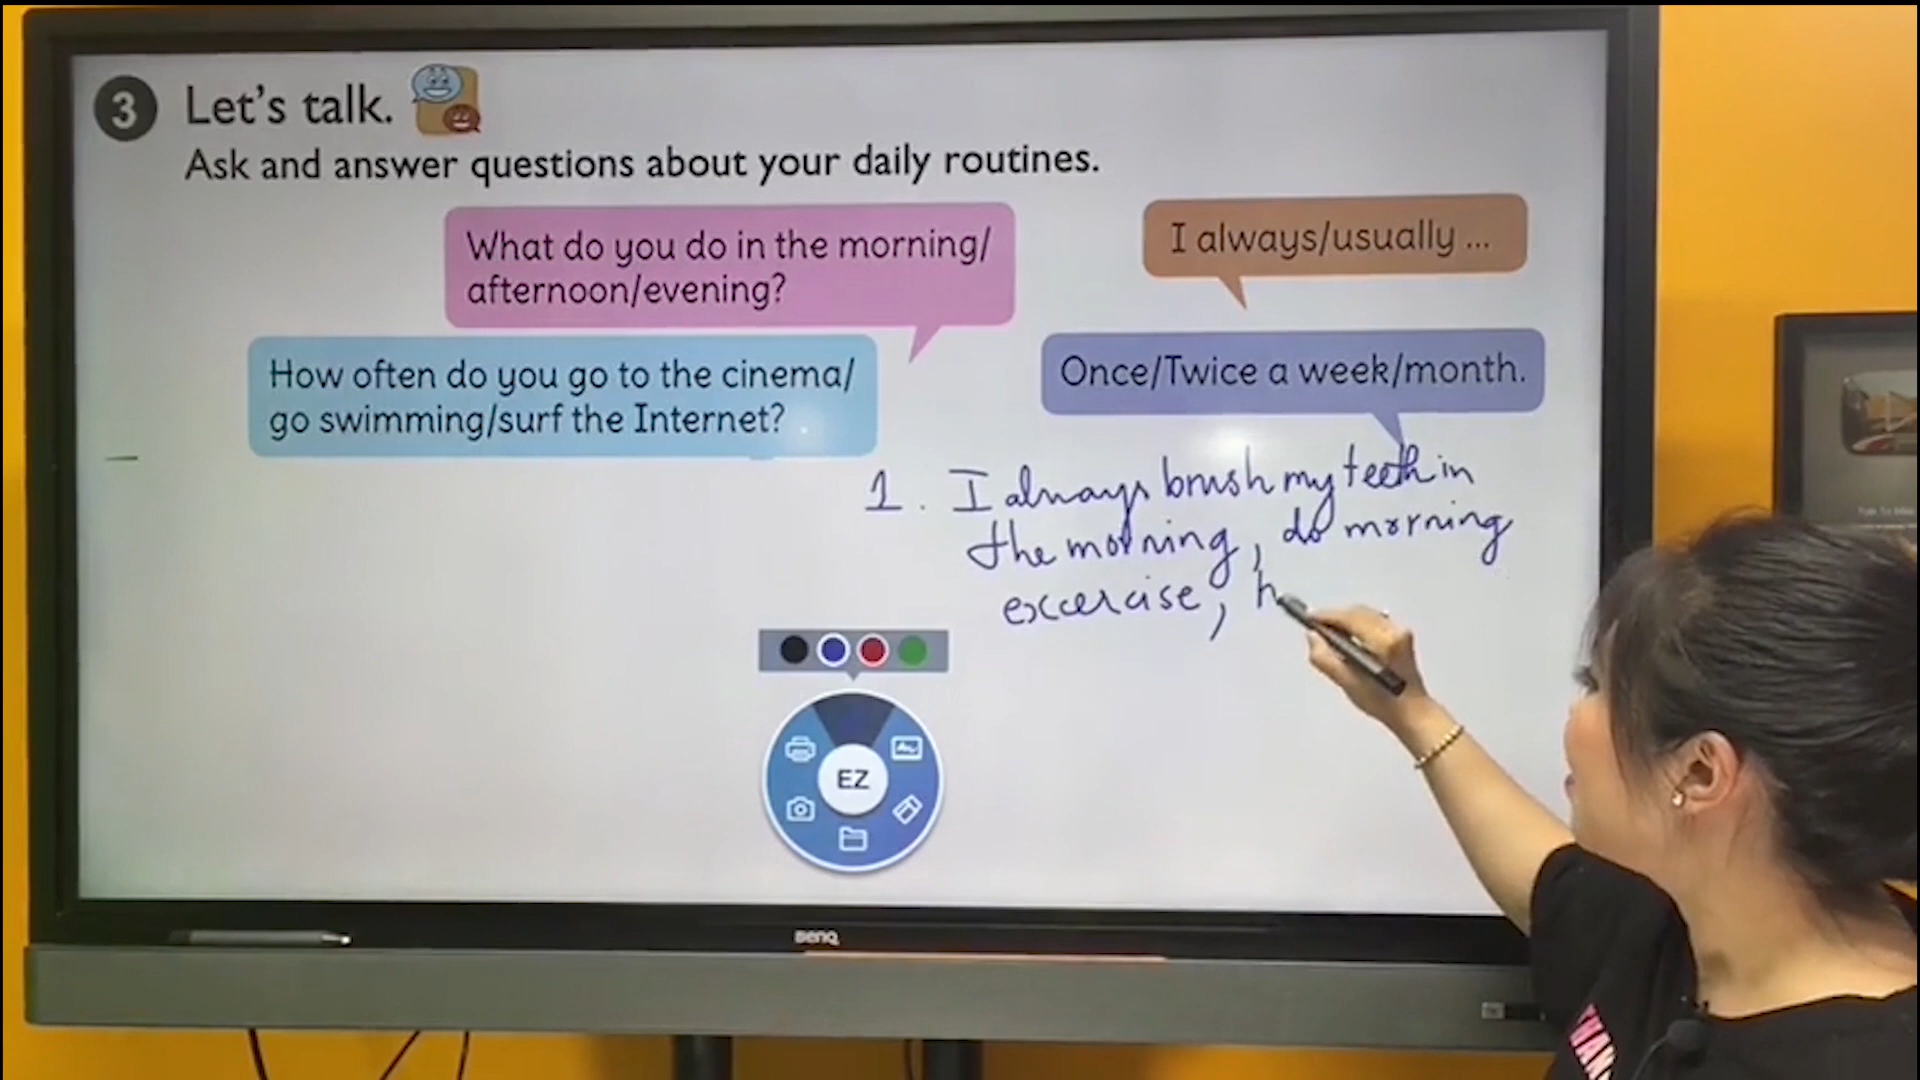 3 Let's talk.
Ask and answer questions about your daily routines.
What do you do in the morning/
afternoon/evening?
I always/usually ...
How often do you go to the cinema/
go swimming/surf the Internet?
Once/Twice a week/month.
1. I always brush my teeth in
the morning, do morning
excercise, h
EZ
BenQ